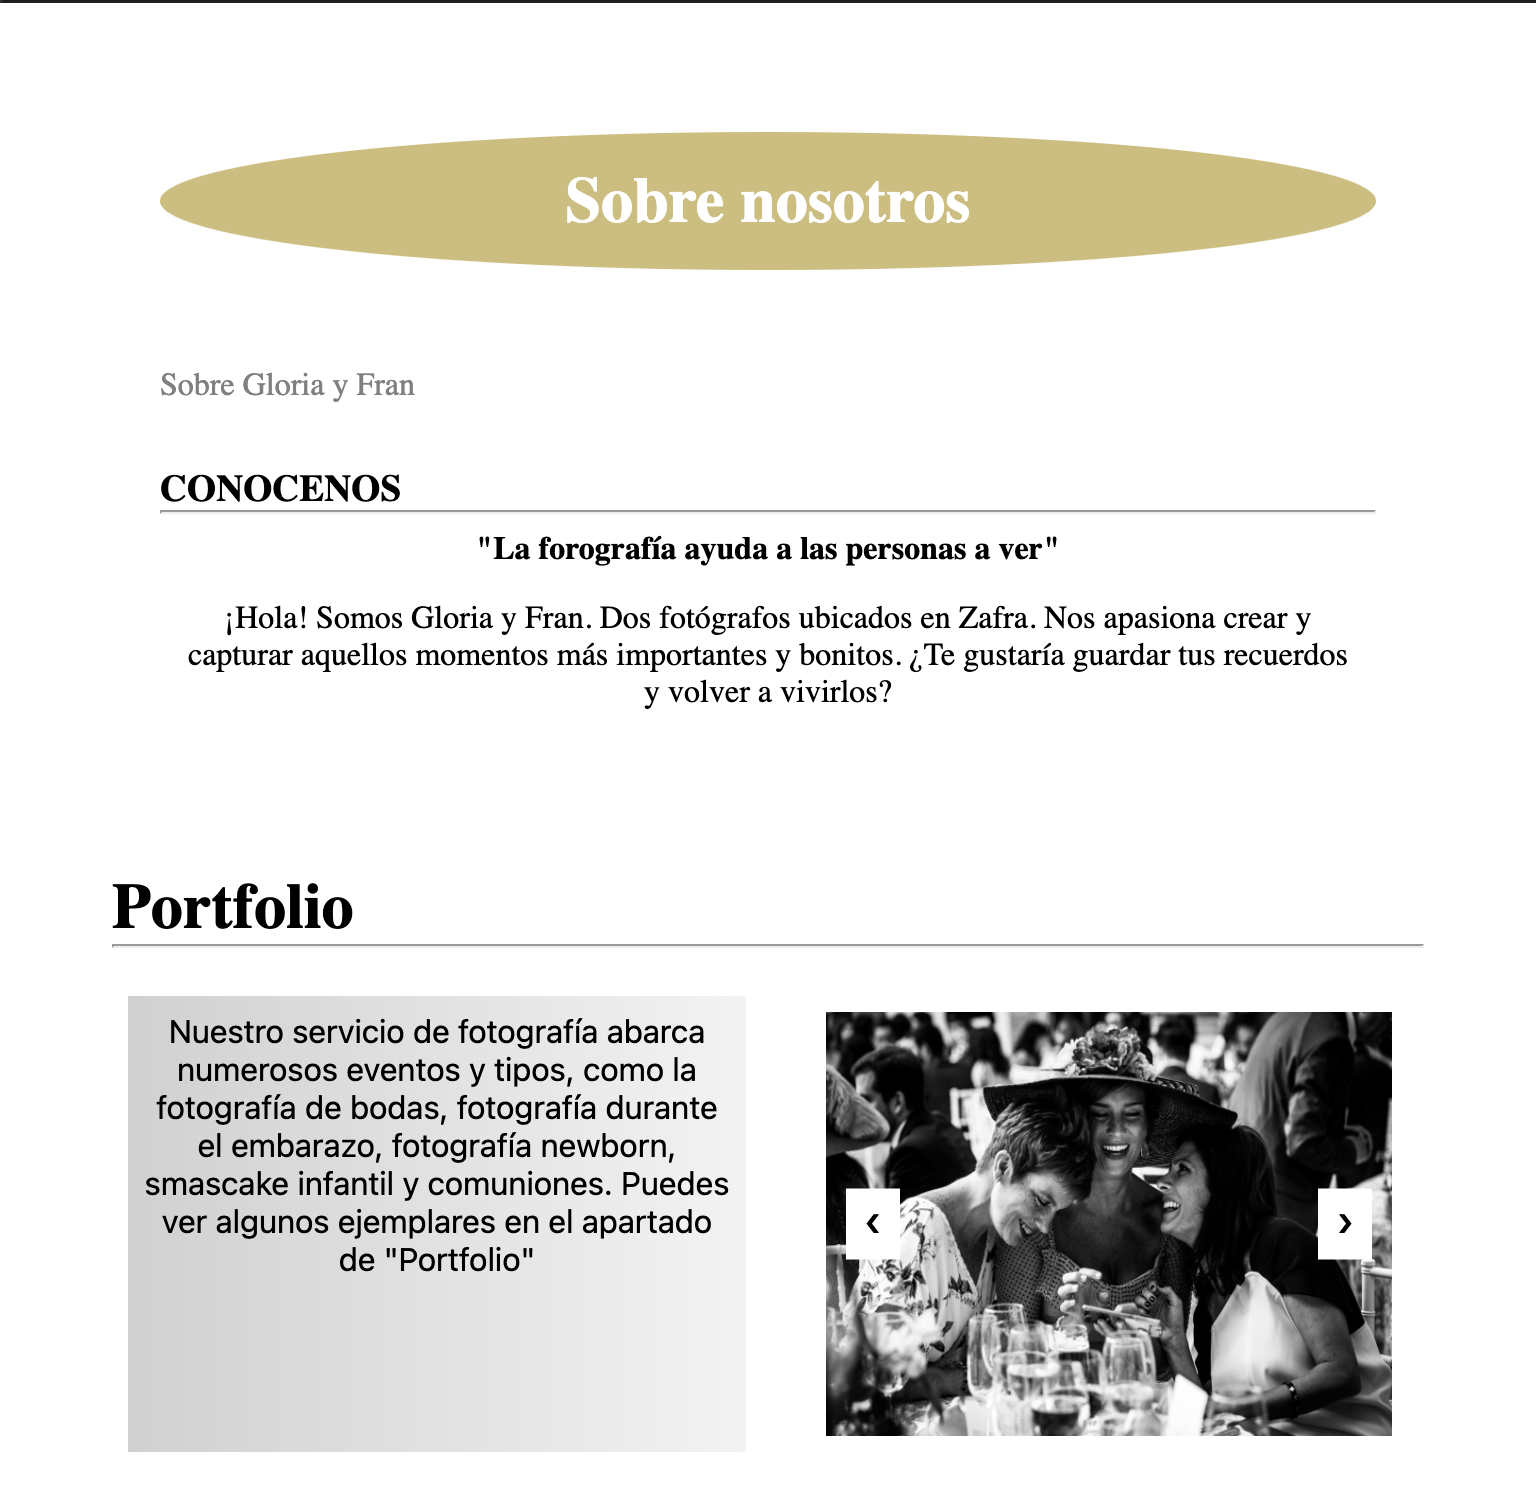 Sobre nosotros
Sobre Gloria y Fran
CONOCENOS
"La forografía ayuda a las personas a ver"
¡Hola! Somos Gloria y Fran. Dos fotógrafos ubicados en Zafra. Nos apasiona crear y
capturar aquellos momentos más importantes y bonitos. ¿Te gustaría guardar tus recuerdos
y volver a vivirlos?
Portfolio
Nuestro servicio de fotografía abarca
numerosos eventos y tipos, como la
fotografía de bodas, fotografía durante
el embarazo, fotografía newborn,
smascake infantil y comuniones. Puedes
ver algunos ejemplares en el apartado
de "Portfolio"
‹ ›